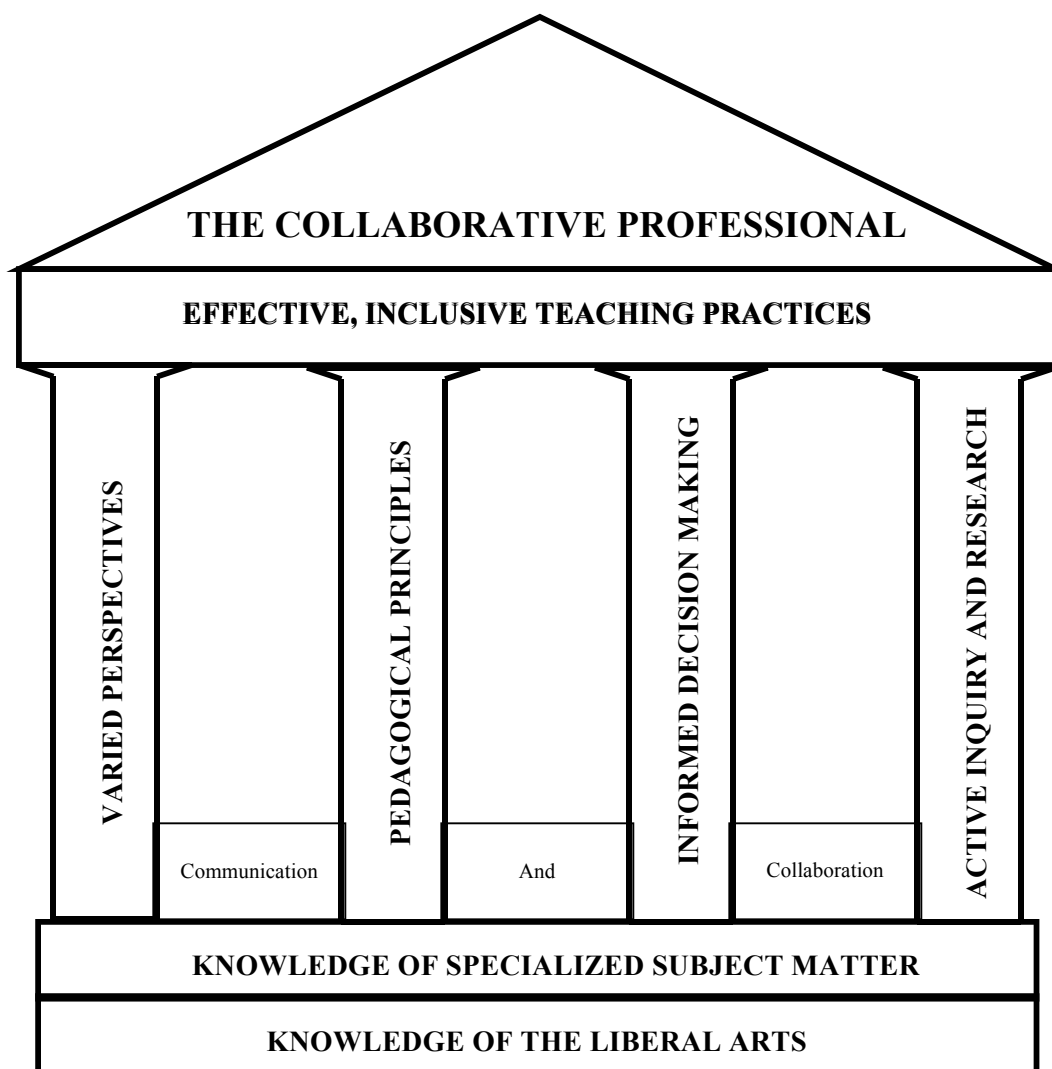 THE COLLABORATIVE PROFESSIONAL
EFFECTIVE, INCLUSIVE TEACHING PRACTICES
VARIED PERSPECTIVES
PEDAGOGICAL PRINCIPLES
INFORMED DECISION MAKING
ACTIVE INQUIRY AND RESEARCH
Communication
And
Collaboration
KNOWLEDGE OF SPECIALIZED SUBJECT MATTER
KNOWLEDGE OF THE LIBERAL ARTS